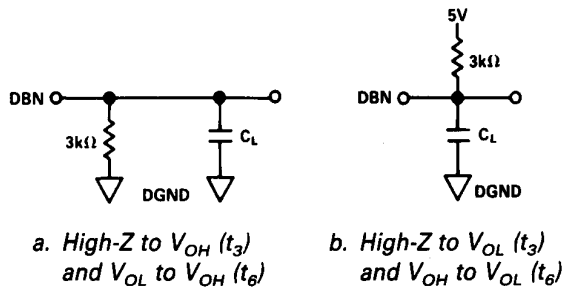 5V
3kΩ
DBN
DBN
3kΩ
C_L
C_L
DGND
DGND
a. High-Z to V_OH (t_3)
and V_OL to V_OH (t_6)
b. High-Z to V_OL (t_3)
and V_OH to V_OL (t_6)